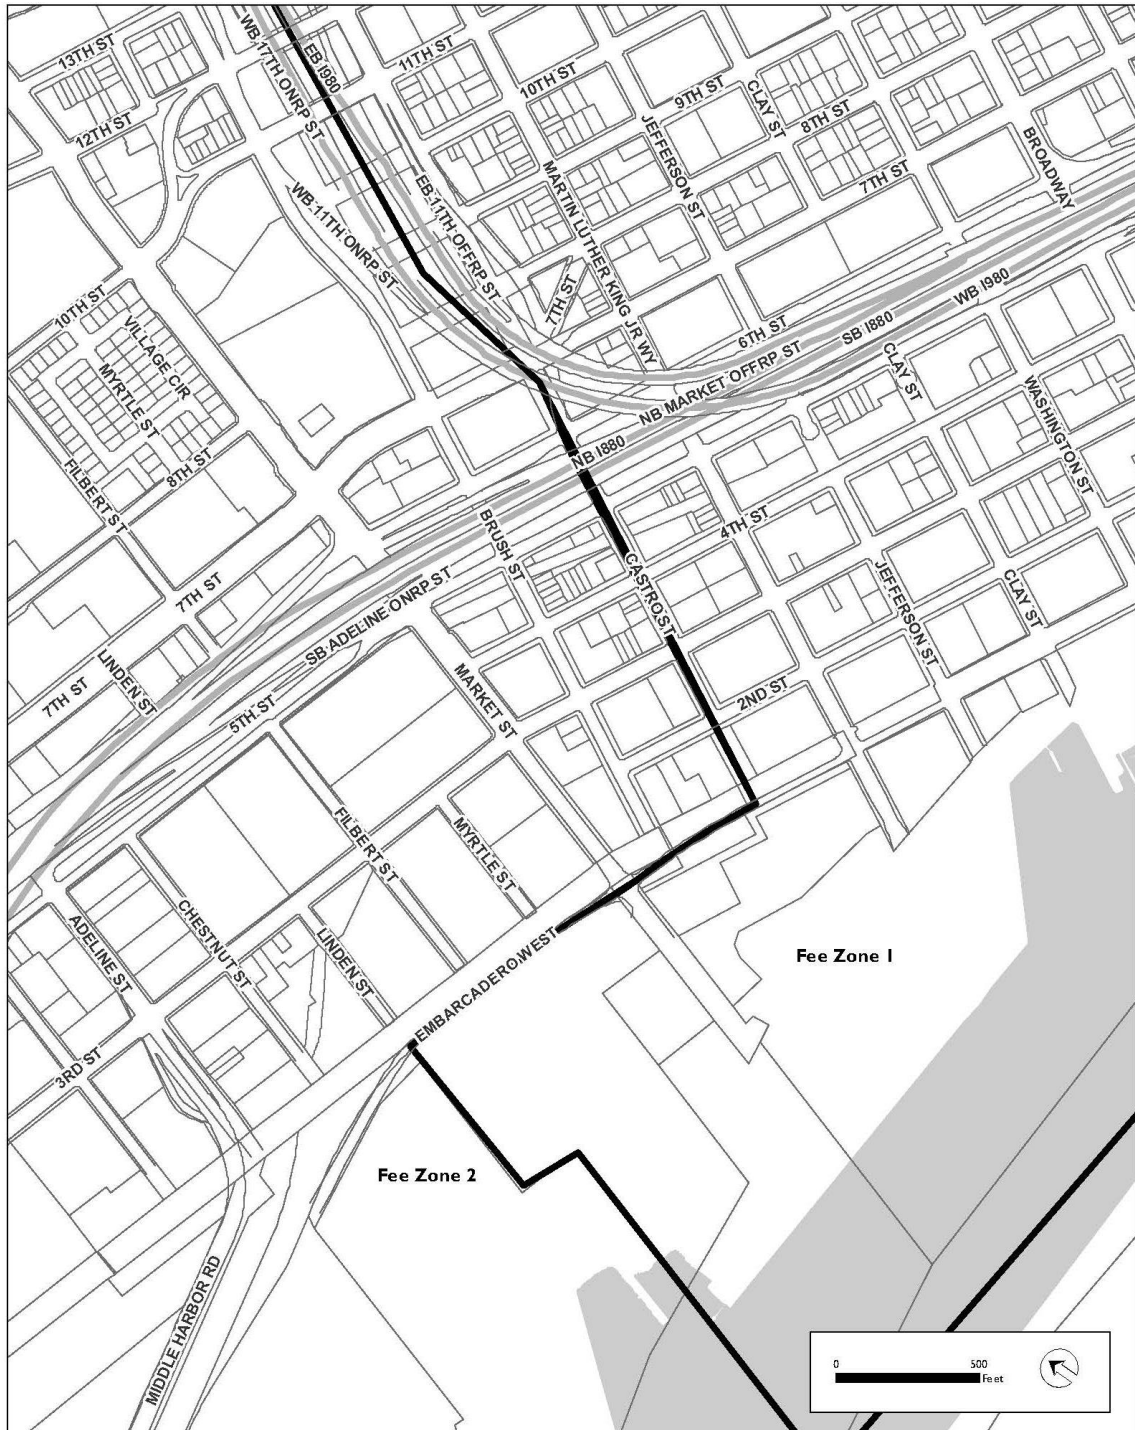 13TH ST
WB 17TH ONRP ST
EB I980
11TH ST
10TH ST
9TH ST
CLAY ST
8TH ST
12TH ST
JEFFERSON ST
BROADWAY
MARTIN LUTHER KING JR WY
7TH ST
WB 11TH ONRP ST
EB 11TH OFFRP ST
7TH ST
10TH ST
VILLAGE CIR
MYRTLE ST
6TH ST
NB MARKET OFFRP ST
SB I880
WB I980
CLAY ST
WASHINGTON ST
FILBERT ST
8TH ST
NB I880
BRUSH ST
4TH ST
CASTRO ST
7TH ST
SB ADELINE ONRP ST
JEFFERSON ST
CLAY ST
7TH ST
LINDEN ST
5TH ST
MARKET ST
2ND ST
FILBERT ST
MYRTLE ST
ADELINE ST
CHESTNUT ST
LINDEN ST
EMBARCADERO WEST
Fee Zone 1
3RD ST
Fee Zone 2
MIDDLE HARBOR RD
0 500
Feet